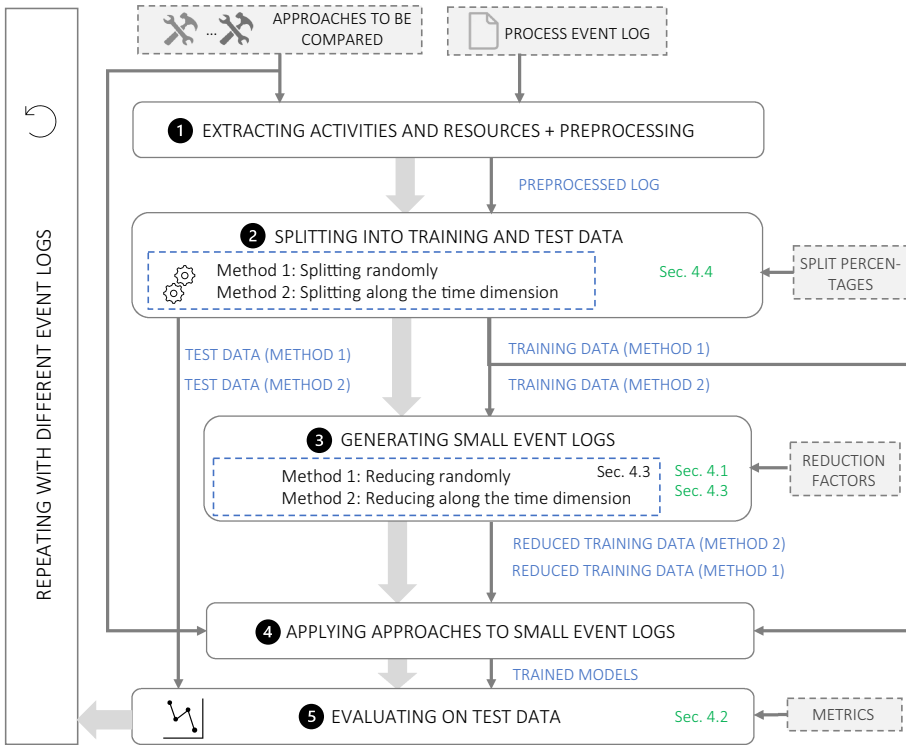 APPROACHES TO BE
...
COMPARED
PROCESS EVENT LOG
REPEATING WITH DIFFERENT EVENT LOGS
1 EXTRACTING ACTIVITIES AND RESOURCES + PREPROCESSING
PREPROCESSED LOG
2 SPLITTING INTO TRAINING AND TEST DATA
Method 1: Splitting randomly
Method 2: Splitting along the time dimension
Sec. 4.4
SPLIT PERCEN-
TAGES
TEST DATA (METHOD 1)
TEST DATA (METHOD 2)
TRAINING DATA (METHOD 1)
TRAINING DATA (METHOD 2)
3 GENERATING SMALL EVENT LOGS
Method 1: Reducing randomly
Sec. 4.3
Method 2: Reducing along the time dimension
Sec. 4.1
Sec. 4.3
REDUCTION
FACTORS
REDUCED TRAINING DATA (METHOD 2)
REDUCED TRAINING DATA (METHOD 1)
4 APPLYING APPROACHES TO SMALL EVENT LOGS
TRAINED MODELS
5 EVALUATING ON TEST DATA
Sec. 4.2
METRICS